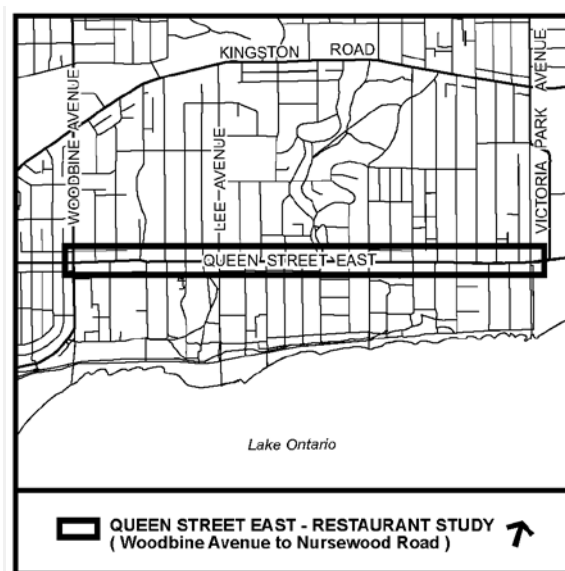 KINGSTON ROAD
WOODBINE AVENUE
LEE AVENUE
VICTORIA PARK AVENUE
QUEEN STREET EAST
Lake Ontario
QUEEN STREET EAST - RESTAURANT STUDY
( Woodbine Avenue to Nursewood Road )